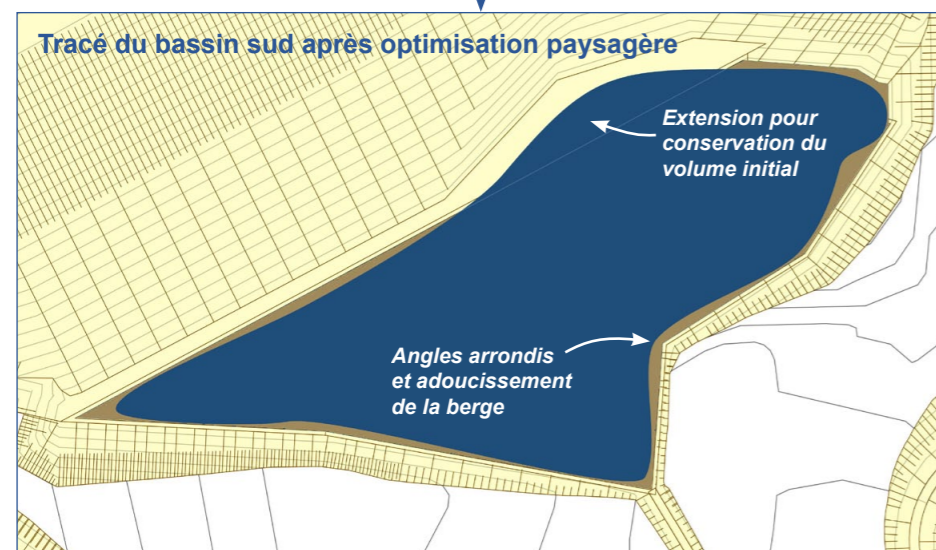 Tracé du bassin sud après optimisation paysagère
Extension pour
conservation du
volume initial
Angles arrondis
et adoucissement
de la berge